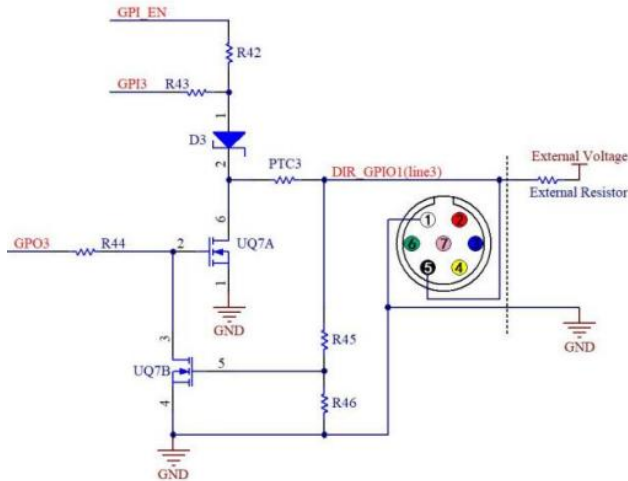 GPI_EN
R42
GPI3
R43
1
D3
2
PTC3
DIR_GPIO1(line3)
External Voltage
External Resistor
6
1
2
GPO3
R44
2
UQ7A
6
7
5
4
1
GND
GND
R45
3
UQ7B
5
4
R46
GND